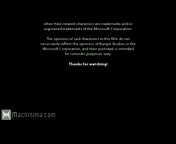 other Halo related characters are trademarks and/or
registered trademarks of the Microsoft Corporation.
The opinions of said characters in this film do not
necessarily reflect the opinions of Bungie Studios or the
Microsoft Corporation, and their portrayal is intended
for comedic purposes only.
Thanks for watching!
Machinima.com